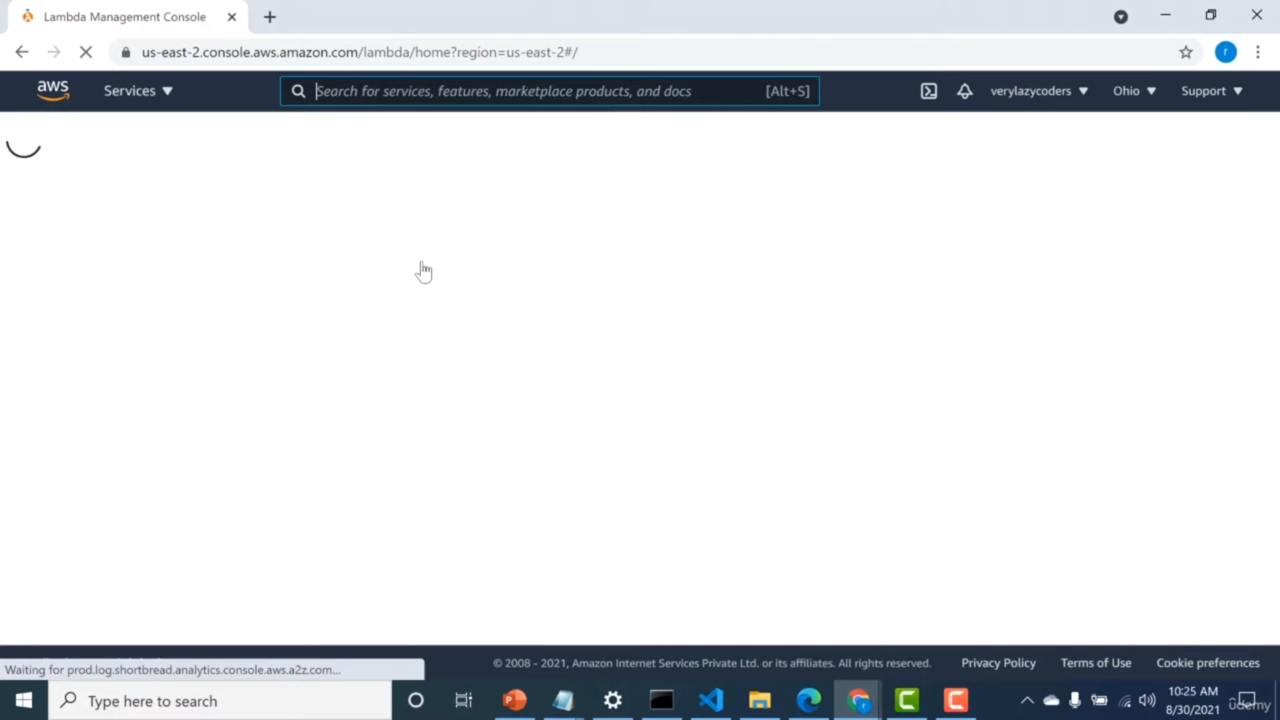 Lambda Management Console
us-east-2.console.aws.amazon.com/lambda/home?region=us-east-2#/
r
aws
Services
Search for services, features, marketplace products, and docs
[Alt+S]
verylazycoders
Ohio
Support
Waiting for prod.log.shortbread.analytics.console.aws.a2z.com...
© 2008 - 2021, Amazon Internet Services Private Ltd. or its affiliates. All rights reserved.
Privacy Policy
Terms of Use
Cookie preferences
Type here to search
10:25 AM
8/30/2021
udemy